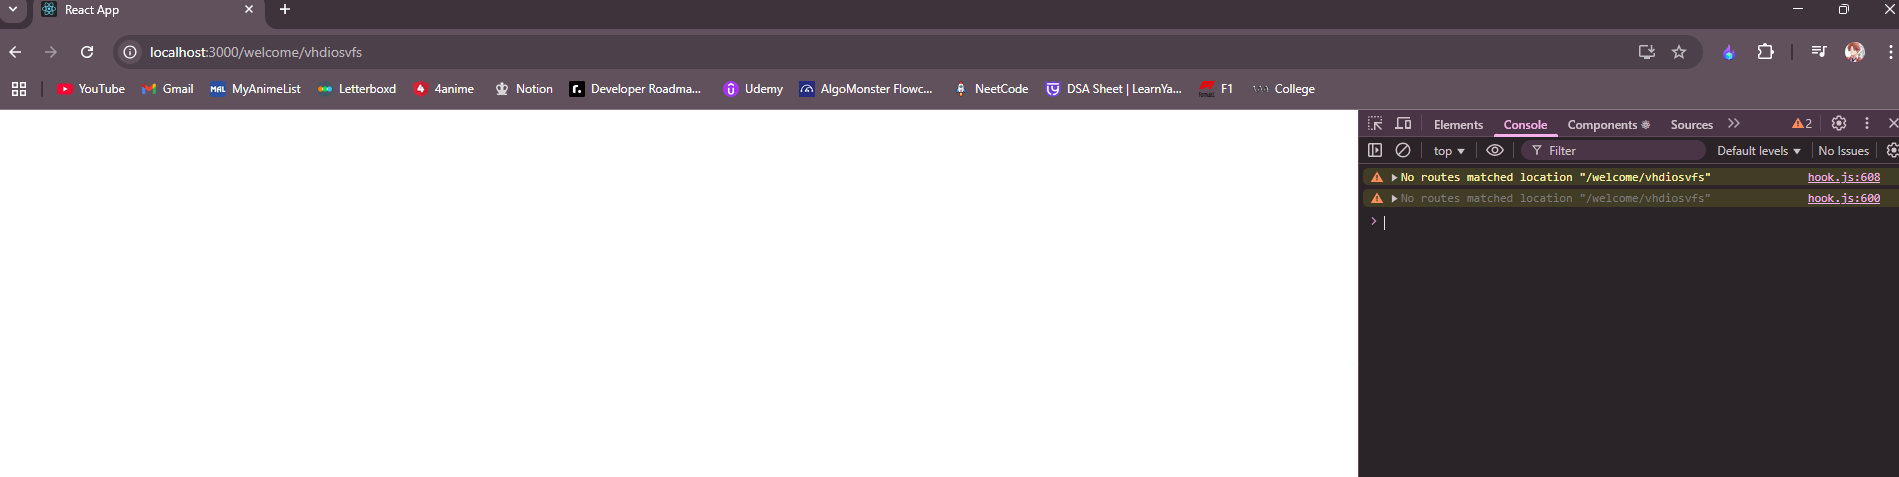 React App
localhost:3000/welcome/vhdiosvfs
YouTube Gmail MAL MyAnimeList Letterboxd 4anime Notion r. Developer Roadma... Udemy AlgoMonster Flowc... NeetCode DSA Sheet | LearnYa... F1 College
Elements Console Components Sources 2
top Filter Default levels No Issues
No routes matched location "/welcome/vhdiosvfs" hook.js:608
No routes matched location "/welcome/vhdiosvfs" hook.js:600